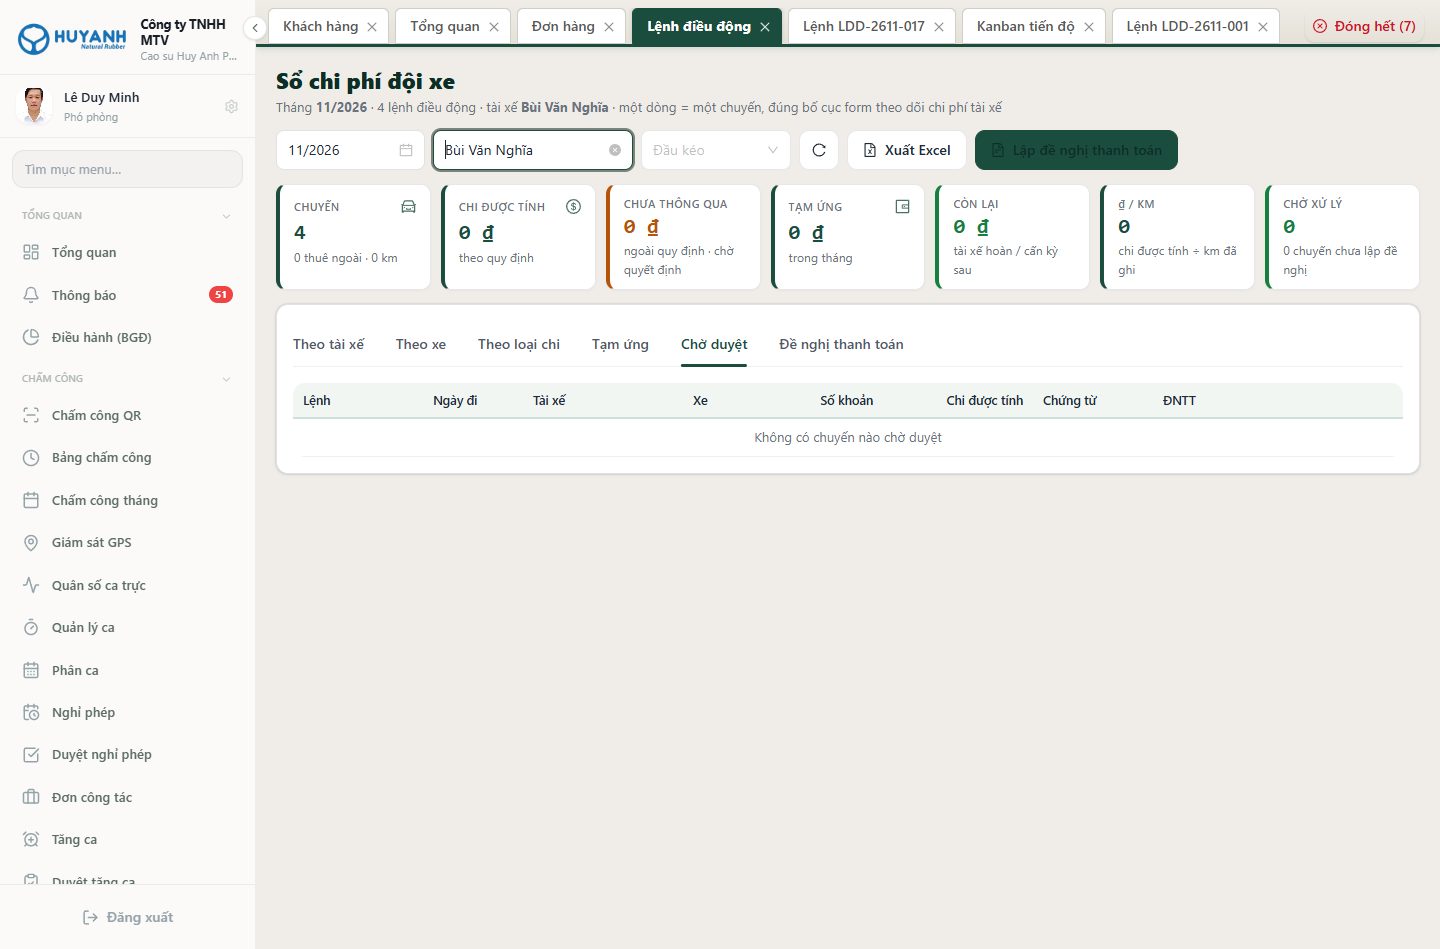 HUYANH
Natural Rubber
Công ty TNHH
MTV
Cao su Huy Anh P...
Lê Duy Minh
Phó phòng
Tìm mục menu...
TỔNG QUAN
Tổng quan
Thông báo
51
Điều hành (BGĐ)
CHẤM CÔNG
Chấm công QR
Bảng chấm công
Chấm công tháng
Giám sát GPS
Quân số ca trực
Quản lý ca
Phân ca
Nghỉ phép
Duyệt nghỉ phép
Đơn công tác
Tăng ca
Duyệt tăng ca
Đăng xuất
Khách hàng
Tổng quan
Đơn hàng
Lệnh điều động
Lệnh LDD-2611-017
Kanban tiến độ
Lệnh LDD-2611-001
Đóng hết (7)
Sổ chi phí đội xe
Tháng 11/2026 · 4 lệnh điều động · tài xế Bùi Văn Nghĩa · một dòng = một chuyến, đúng bố cục form theo dõi chi phí tài xế
11/2026
Bùi Văn Nghĩa
Đầu kéo
Xuất Excel
Lập đề nghị thanh toán
CHUYẾN
4
0 thuê ngoài · 0 km
CHI ĐƯỢC TÍNH
0 ₫
theo quy định
CHƯA THÔNG QUA
0 ₫
ngoài quy định · chờ
quyết định
TẠM ỨNG
0 ₫
trong tháng
CÒN LẠI
0 ₫
tài xế hoàn / cấn kỳ
sau
₫ / KM
0
chi được tính ÷ km đã
ghi
CHỜ XỬ LÝ
0
0 chuyến chưa lập đề
nghị
Theo tài xế
Theo xe
Theo loại chi
Tạm ứng
Chờ duyệt
Đề nghị thanh toán
Lệnh
Ngày đi
Tài xế
Xe
Số khoản
Chi được tính
Chứng từ
ĐNTT
Không có chuyến nào chờ duyệt